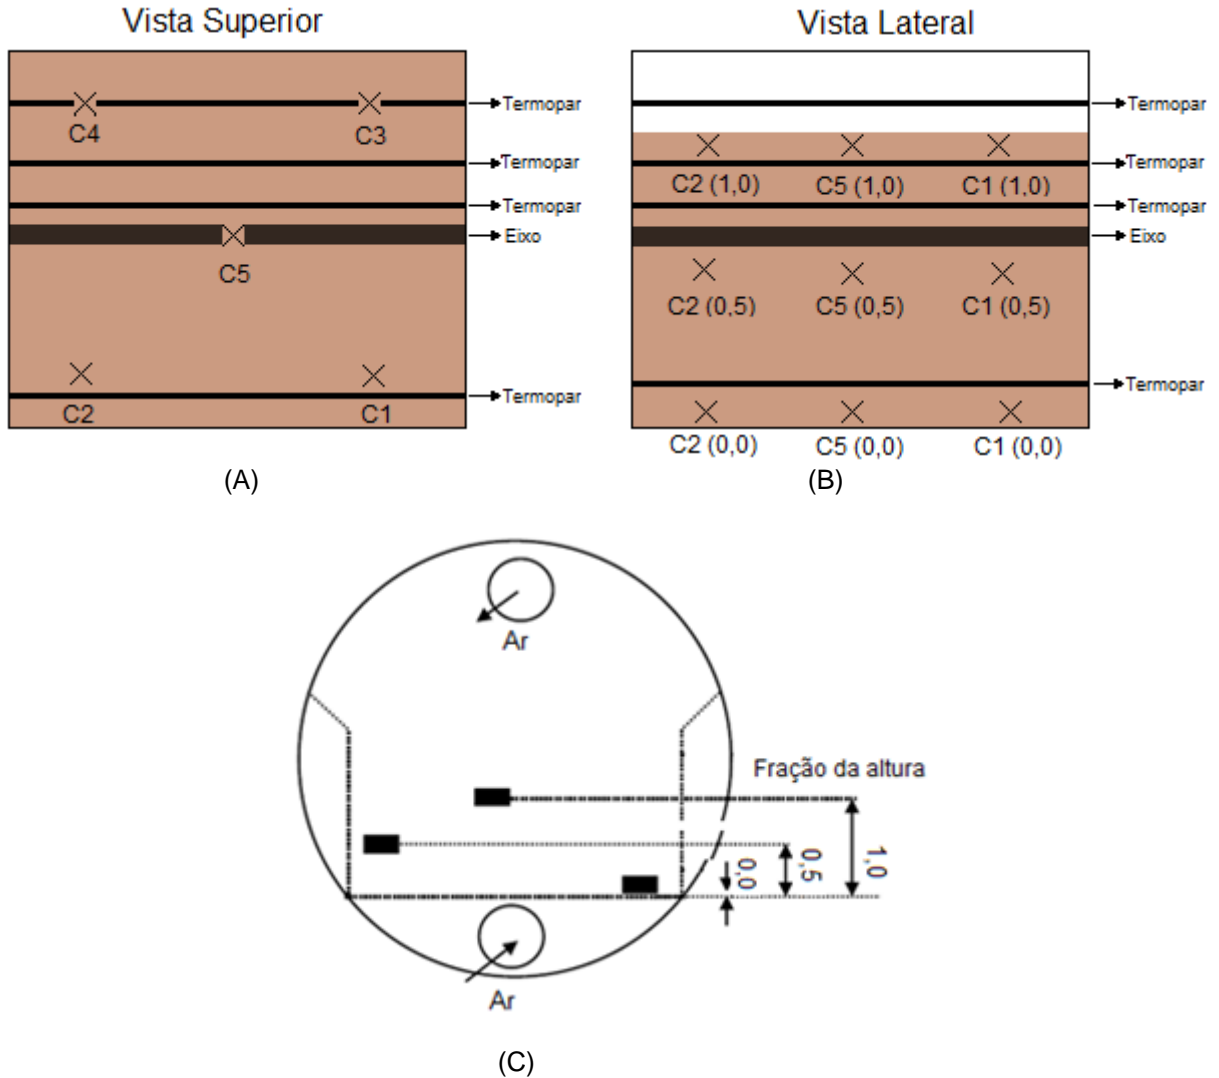 Vista Superior
Termopar
C4
C3
Termopar
Termopar
Eixo
C5
C2
C1
Termopar
(A)
Vista Lateral
Termopar
Termopar
C2 (1,0)
C5 (1,0)
C1 (1,0)
Termopar
Eixo
C2 (0,5)
C5 (0,5)
C1 (0,5)
Termopar
C2 (0,0)
C5 (0,0)
C1 (0,0)
(B)
Ar
Fração da altura
0,0
0,5
1,0
Ar
(C)